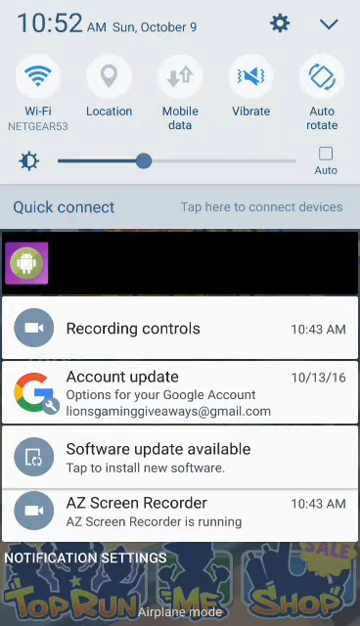 10:52 AM Sun, October 9
Wi-Fi
NETGEAR53
Location
Mobile
data
Vibrate
Auto
rotate
Auto
Quick connect
Tap here to connect devices
Recording controls
10:43 AM
Account update
10/13/16
Options for your Google Account
lionsgaminggiveaways@gmail.com
Software update available
Tap to install new software.
AZ Screen Recorder
10:43 AM
AZ Screen Recorder is running
NOTIFICATION SETTINGS
SALE
TOP RUN
ME
SHOP
Airplane mode